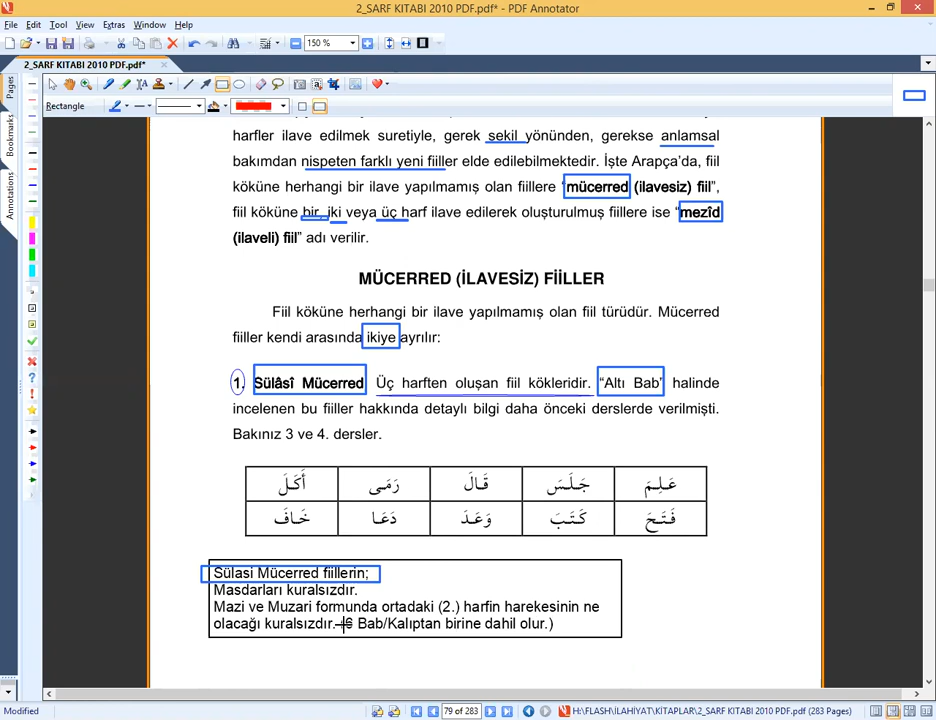 2_SARF KITABI 2010 PDF.pdf* - PDF Annotator
File Edit View Tool Extras Window Help
150 %
2_SARF KITABI 2010 PDF.pdf*
Rectangle
Pages
Bookmarks
Annotations
harfler ilave edilmek suretiyle, gerek sekil yönünden, gerekse anlamsal
bakımdan nispeten farklı yeni fiiller elde edilebilmektedir. İşte Arapça'da, fiil
köküne herhangi bir ilave yapılmamış olan fiillere “mücerred (ilavesiz) fiil”,
fiil köküne bir, iki veya üç harf ilave edilerek oluşturulmuş fiillere ise “mezîd
(ilaveli) fiil” adı verilir.
MÜCERRED (İLAVESİZ) FİİLLER
Fiil köküne herhangi bir ilave yapılmamış olan fiil türüdür. Mücerred
fiiller kendi arasında ikiye ayrılır:
1. Sülâsî Mücerred Üç harften oluşan fiil kökleridir. “Altı Bab” halinde
incelenen bu fiiller hakkında detaylı bilgi daha önceki derslerde verilmişti.
Bakınız 3 ve 4. dersler.
عَلِمَ جَلَسَ قَالَ رَمَى أَكَلَ
فَتَحَ كَتَبَ وَعَدَ دَعَا خَافَ
Sülasi Mücerred fiillerin;
Masdarları kuralsızdır.
Mazi ve Muzari formunda ortadaki (2.) harfin harekesinin ne
olacağı kuralsızdır. 6 Bab/Kalıptan birine dahil olur.)
Modified
79 of 283
H:\FLASH\İLAHİYAT\KITAPLAR\2_SARF KITABI 2010 PDF.pdf (283 Pages)